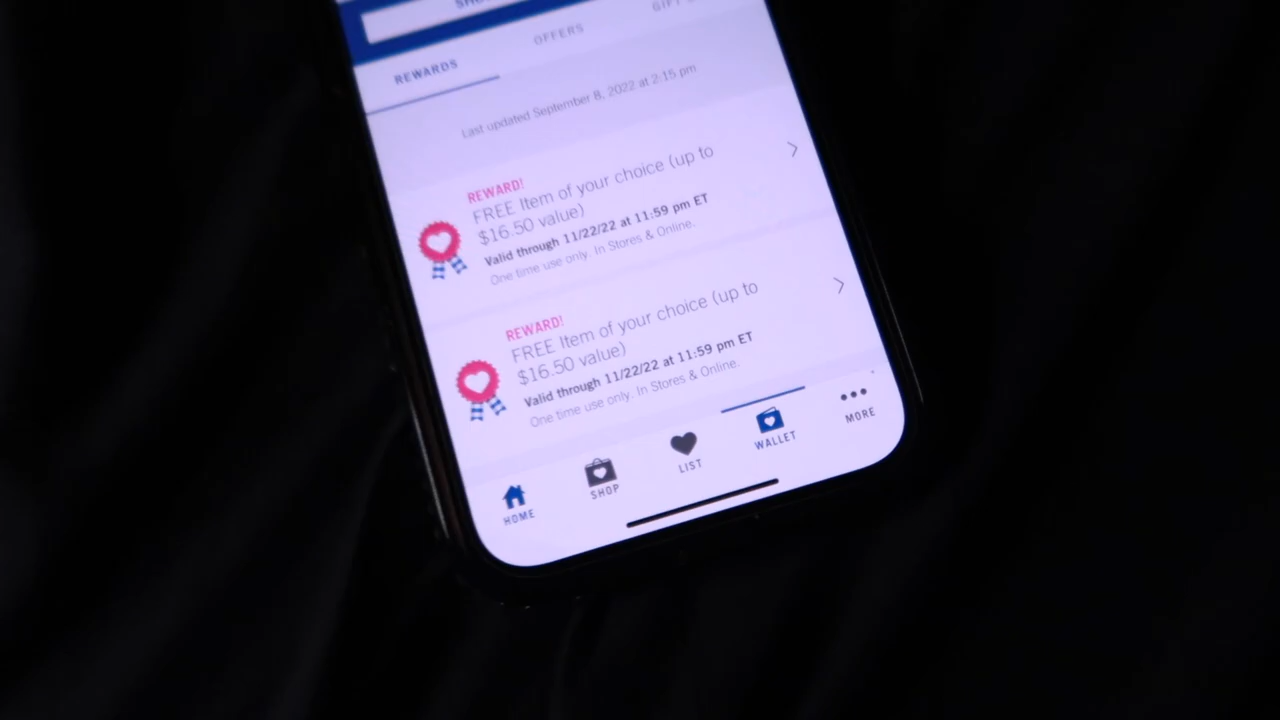 OFFERS
REWARDS
Last updated September 8, 2022 at 2:15 pm
REWARD!
FREE Item of your choice (up to
$16.50 value)
Valid through 11/22/22 at 11:59 pm ET
One time use only. In Stores & Online.
REWARD!
FREE Item of your choice (up to
$16.50 value)
Valid through 11/22/22 at 11:59 pm ET
One time use only. In Stores & Online.
HOME
SHOP
LIST
WALLET
MORE